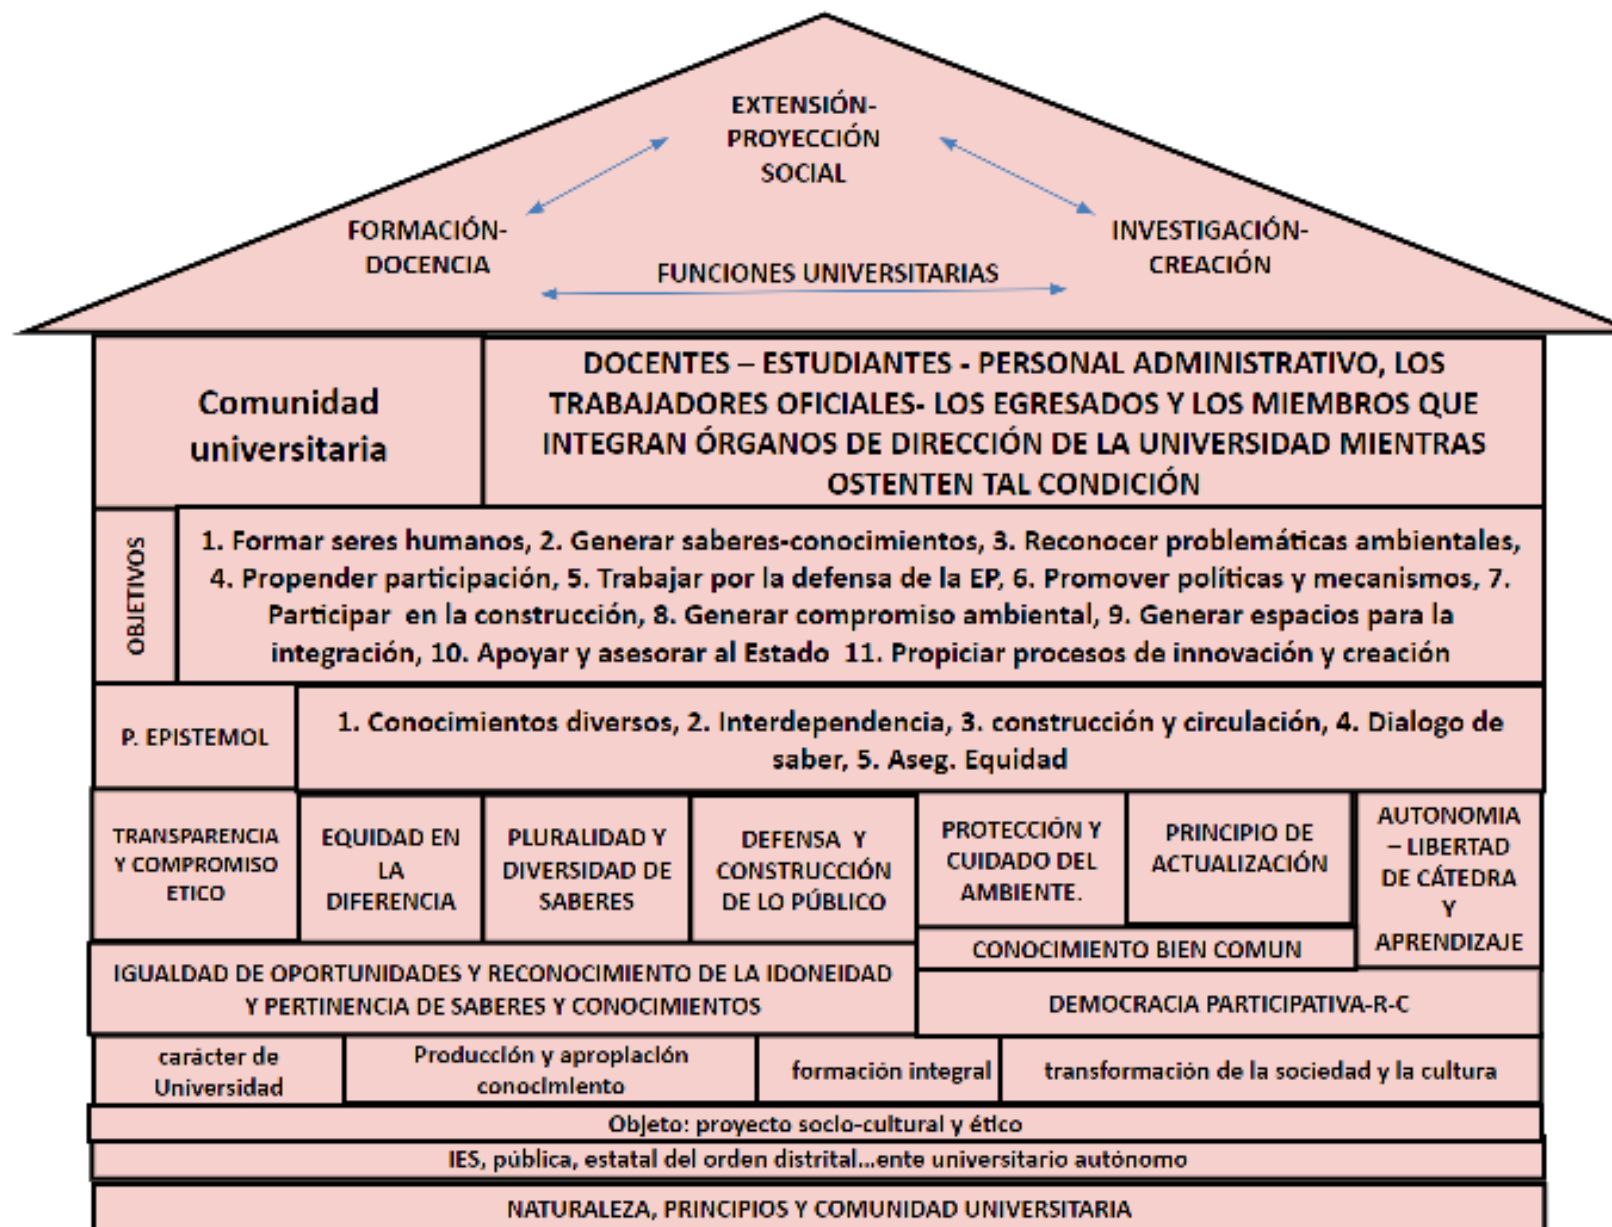 EXTENSIÓN-
PROYECCIÓN
SOCIAL
FORMACIÓN-
DOCENCIA
INVESTIGACIÓN-
CREACIÓN
FUNCIONES UNIVERSITARIAS
Comunidad
universitaria
DOCENTES – ESTUDIANTES - PERSONAL ADMINISTRATIVO, LOS
TRABAJADORES OFICIALES- LOS EGRESADOS Y LOS MIEMBROS QUE
INTEGRAN ÓRGANOS DE DIRECCIÓN DE LA UNIVERSIDAD MIENTRAS
OSTENTEN TAL CONDICIÓN
OBJETIVOS
1. Formar seres humanos, 2. Generar saberes-conocimientos, 3. Reconocer problemáticas ambientales,
4. Propender participación, 5. Trabajar por la defensa de la EP, 6. Promover políticas y mecanismos, 7.
Participar en la construcción, 8. Generar compromiso ambiental, 9. Generar espacios para la
integración, 10. Apoyar y asesorar al Estado 11. Propiciar procesos de innovación y creación
P. EPISTEMOL
1. Conocimientos diversos, 2. Interdependencia, 3. construcción y circulación, 4. Dialogo de
saber, 5. Aseg. Equidad
TRANSPARENCIA
Y COMPROMISO
ETICO
EQUIDAD EN
LA
DIFERENCIA
PLURALIDAD Y
DIVERSIDAD DE
SABERES
DEFENSA Y
CONSTRUCCIÓN
DE LO PÚBLICO
PROTECCIÓN Y
CUIDADO DEL
AMBIENTE.
PRINCIPIO DE
ACTUALIZACIÓN
AUTONOMIA
– LIBERTAD
DE CÁTEDRA
Y
APRENDIZAJE
CONOCIMIENTO BIEN COMUN
IGUALDAD DE OPORTUNIDADES Y RECONOCIMIENTO DE LA IDONEIDAD
Y PERTINENCIA DE SABERES Y CONOCIMIENTOS
DEMOCRACIA PARTICIPATIVA-R-C
carácter de
Universidad
Producción y apropiación
conocimiento
formación integral
transformación de la sociedad y la cultura
Objeto: proyecto socio-cultural y ético
IES, pública, estatal del orden distrital...ente universitario autónomo
NATURALEZA, PRINCIPIOS Y COMUNIDAD UNIVERSITARIA